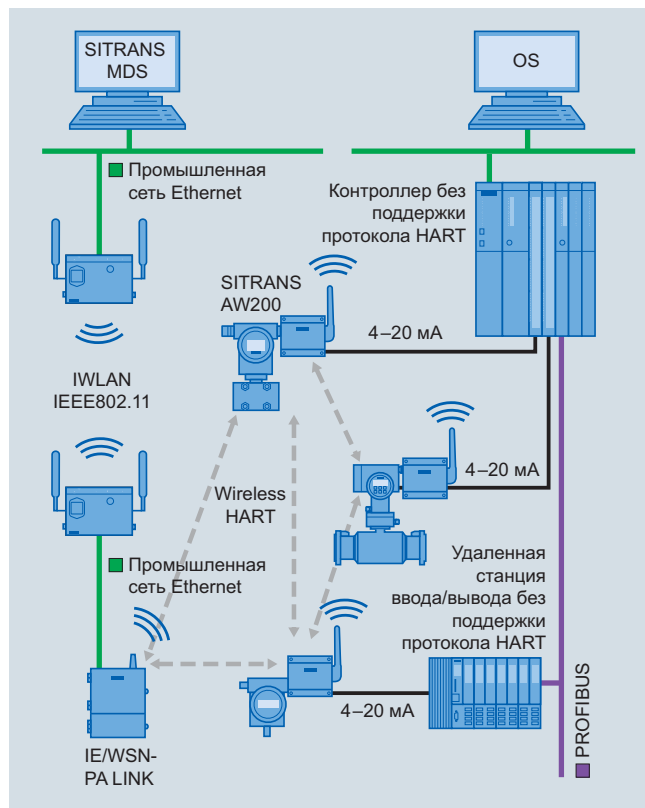 SITRANS
MDS
OS
Промышленная
сеть Ethernet
Контроллер без
поддержки
протокола HART
SITRANS
AW200
4–20 мА
IWLAN
IEEE802.11
4–20 мА
Wireless
HART
Промышленная
сеть Ethernet
Удаленная
станция
ввода/вывода без
поддержки
протокола HART
4–20 мА
PROFIBUS
IE/WSN-
PA LINK